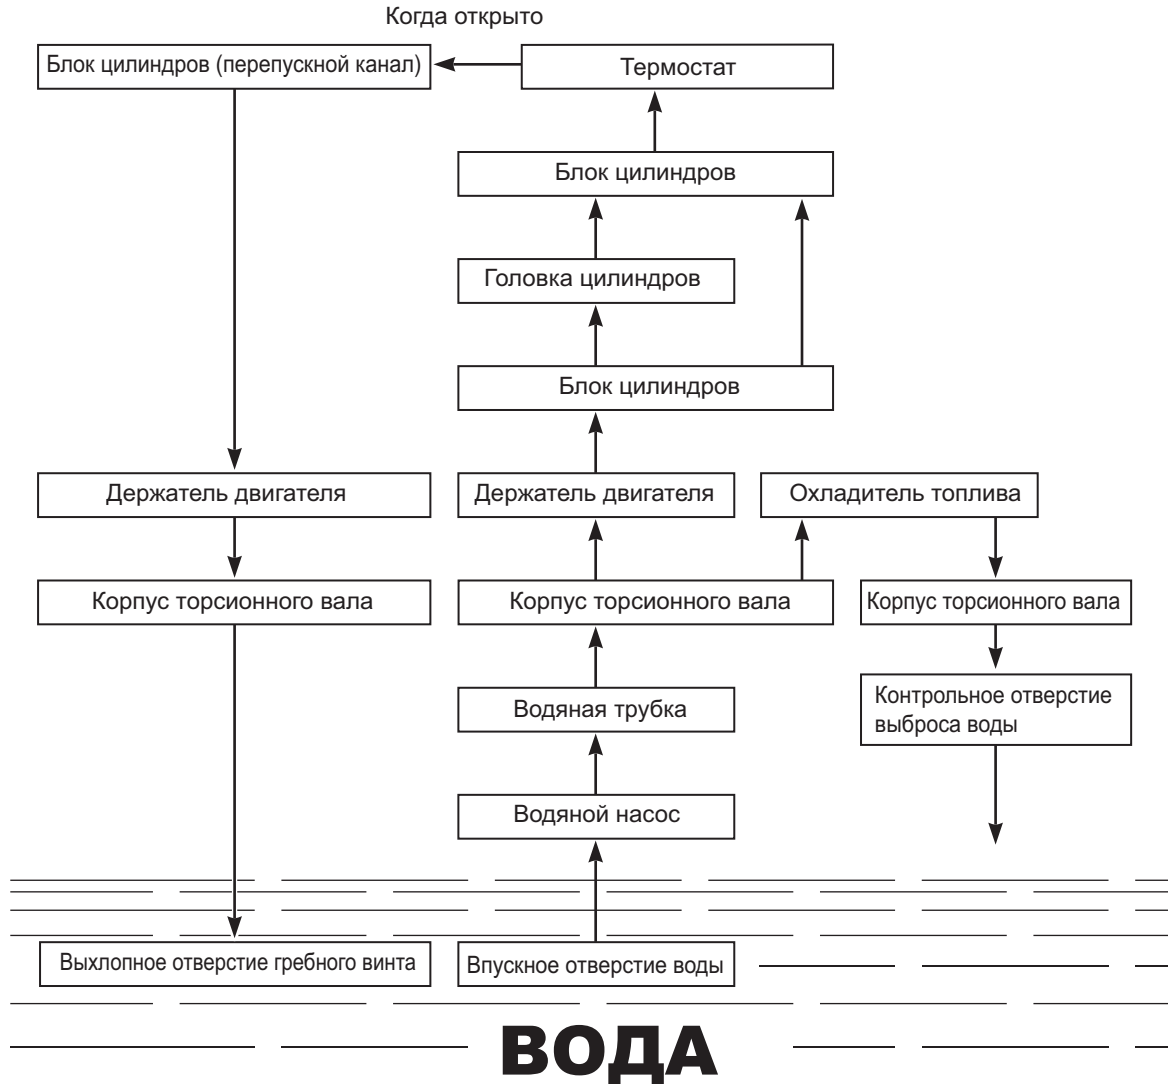 Когда открыто
Блок цилиндров (перепускной канал)
Термостат
Блок цилиндров
Головка цилиндров
Блок цилиндров
Держатель двигателя
Держатель двигателя
Охладитель топлива
Корпус торсионного вала
Корпус торсионного вала
Корпус торсионного вала
Водяная трубка
Контрольное отверстие
выброса воды
Водяной насос
Выхлопное отверстие гребного винта
Впускное отверстие воды
ВОДА